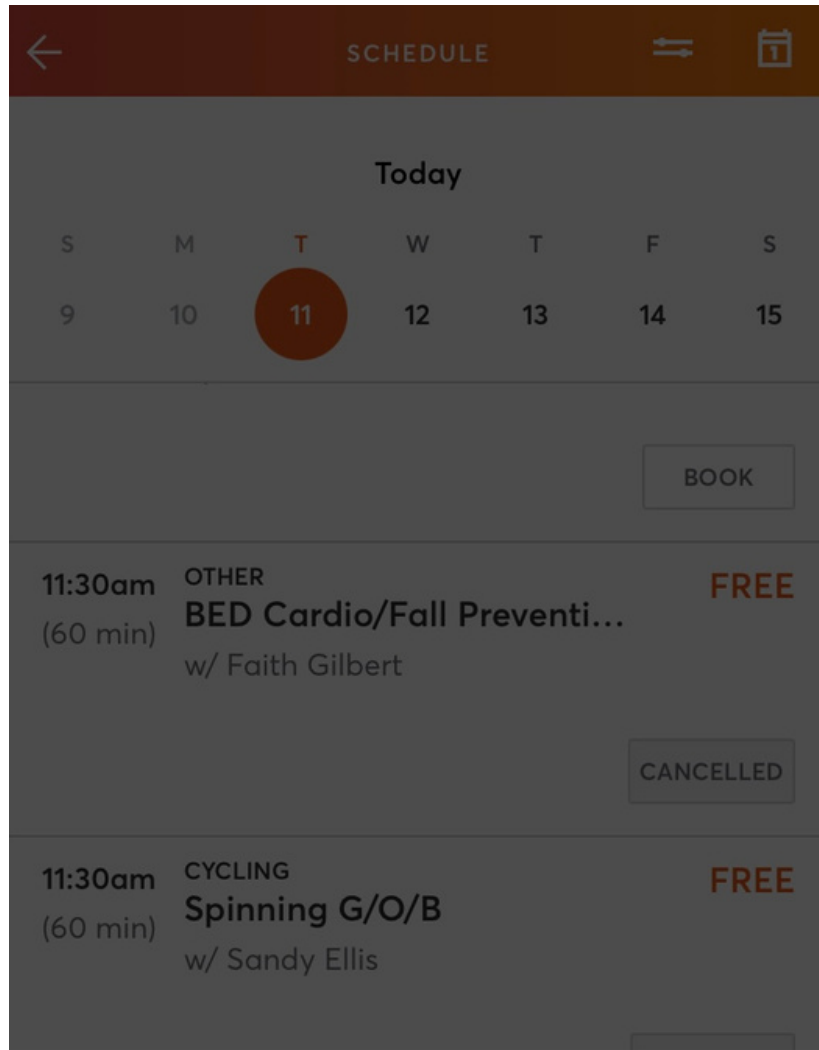 SCHEDULE
1
Today
S M T W T F S
9 10 11 12 13 14 15
BOOK
11:30am OTHER FREE
(60 min) BED Cardio/Fall Preventi...
w/ Faith Gilbert
CANCELLED
11:30am CYCLING FREE
(60 min) Spinning G/O/B
w/ Sandy Ellis